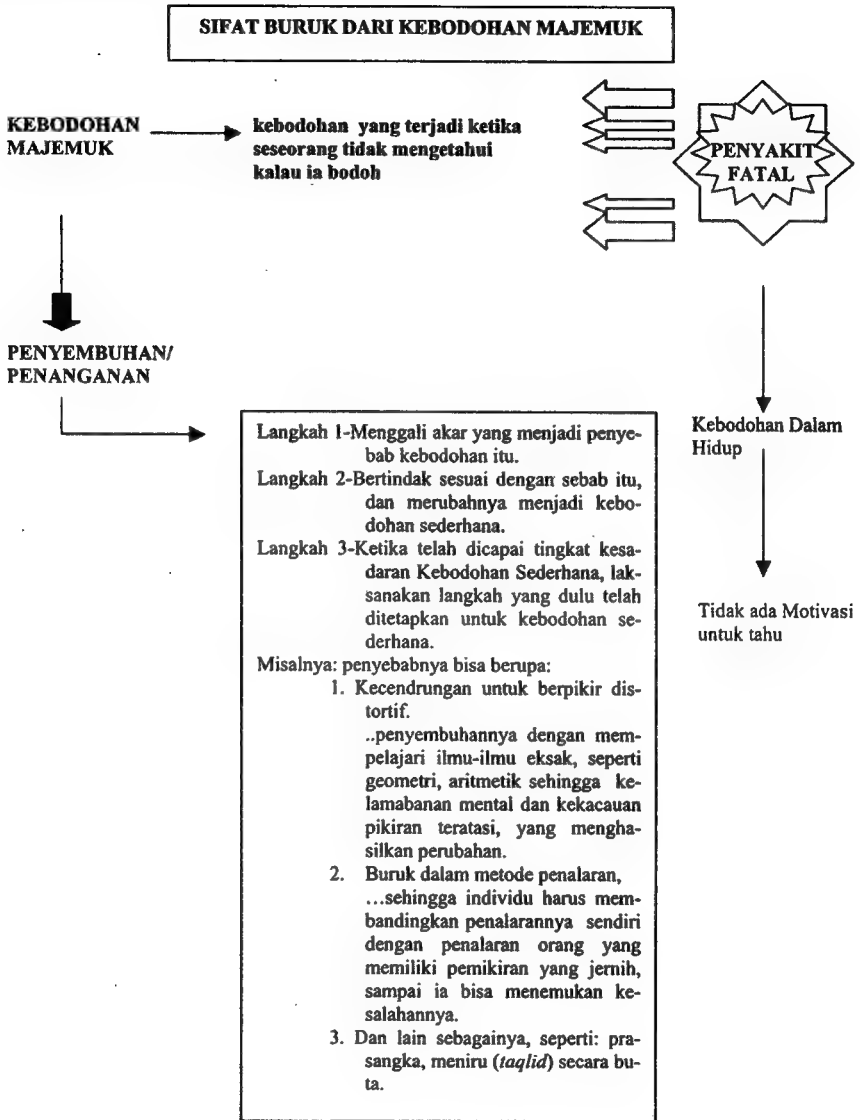 SIFAT BURUK DARI KEBODOHAN MAJEMUK
KEBODOHAN
MAJEMUK
kebodohan yang terjadi ketika
seseorang tidak mengetahui
kalau ia bodoh
PENYAKIT
FATAL
PENYEMBUHAN/
PENANGANAN
Langkah 1-Menggali akar yang menjadi penye-
bab kebodohan itu.
Langkah 2-Bertindak sesuai dengan sebab itu,
dan merubahnya menjadi kebo-
dohan sederhana.
Langkah 3-Ketika telah dicapai tingkat kesa-
daran Kebodohan Sederhana, lak-
sanakan langkah yang dulu telah
ditetapkan untuk kebodohan se-
derhana.
Misalnya: penyebabnya bisa berupa:
1. Kecendrungan untuk berpikir dis-
tortif.
..penyembuhannya dengan mem-
pelajari ilmu-ilmu eksak, seperti
geometri, aritmetik sehingga ke-
lamabanan mental dan kekacauan
pikiran teratasi, yang mengha-
silkan perubahan.
2. Buruk dalam metode penalaran,
...sehingga individu harus mem-
bandingkan penalarannya sendiri
dengan penalaran orang yang
memiliki pemikiran yang jernih,
sampai ia bisa menemukan ke-
salahannya.
3. Dan lain sebagainya, seperti: pra-
sangka, meniru (taqlid) secara bu-
ta.
Kebodohan Dalam
Hidup
Tidak ada Motivasi
untuk tahu